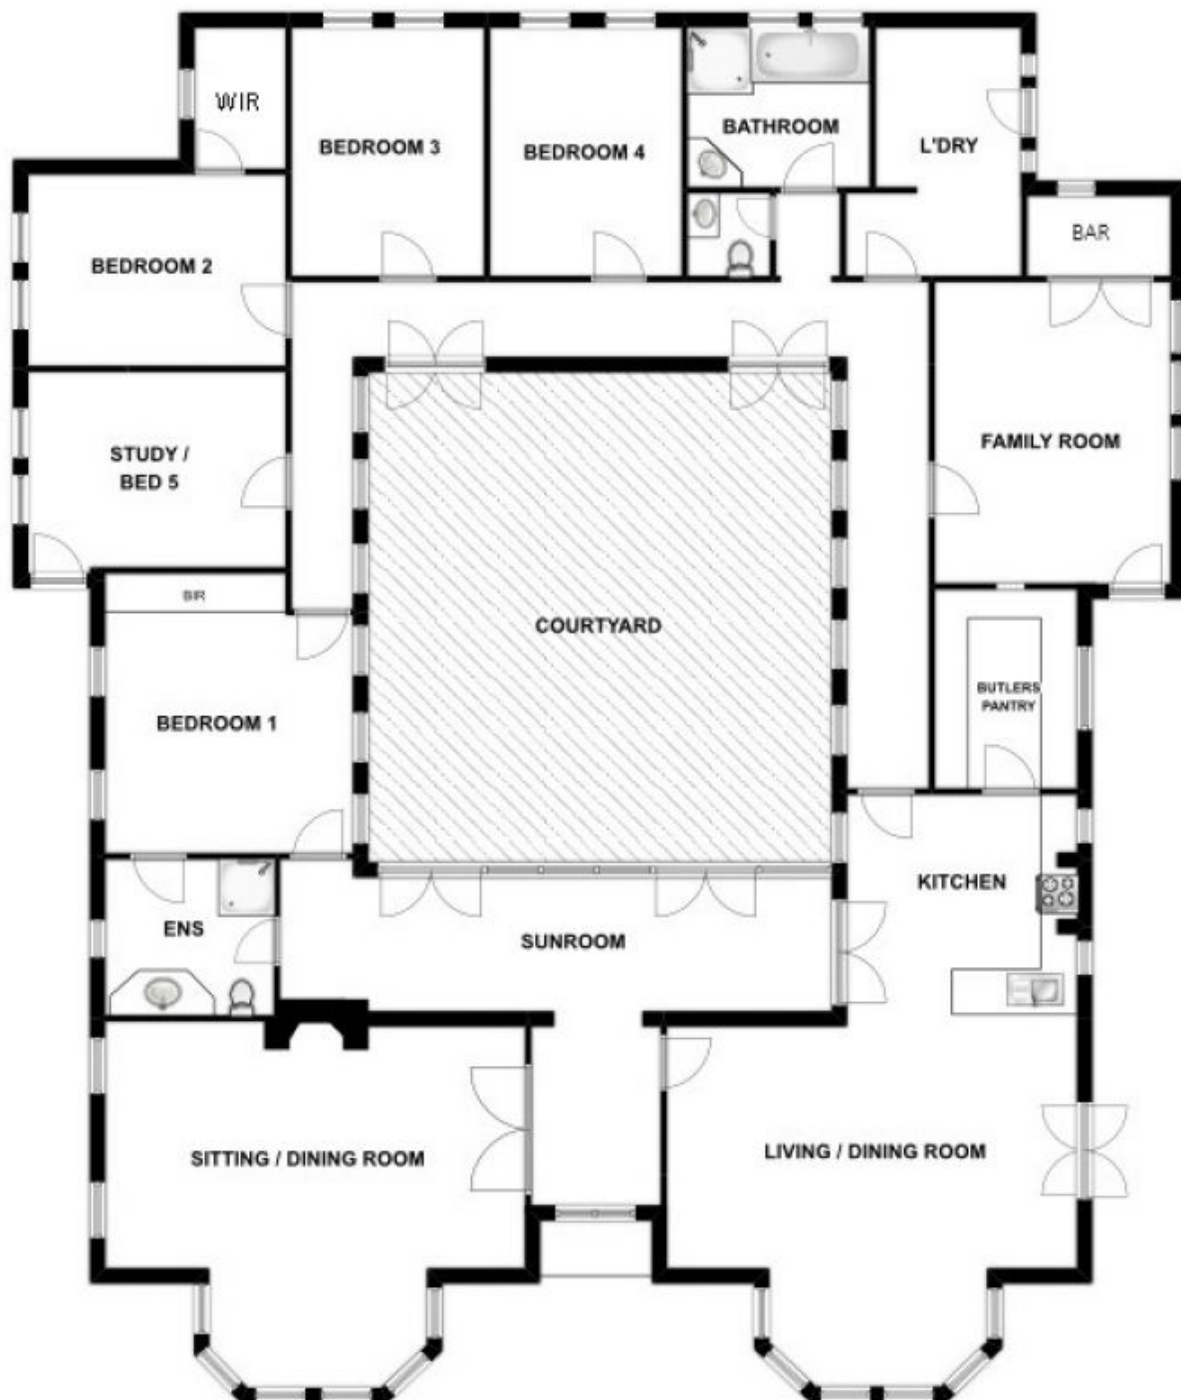 WIR
BEDROOM 3
BEDROOM 4
BATHROOM
L'DRY
BAR
BEDROOM 2
STUDY /
BED 5
FAMILY ROOM
BIR
COURTYARD
BUTLERS
PANTRY
BEDROOM 1
KITCHEN
ENS
SUNROOM
SITTING / DINING ROOM
LIVING / DINING ROOM